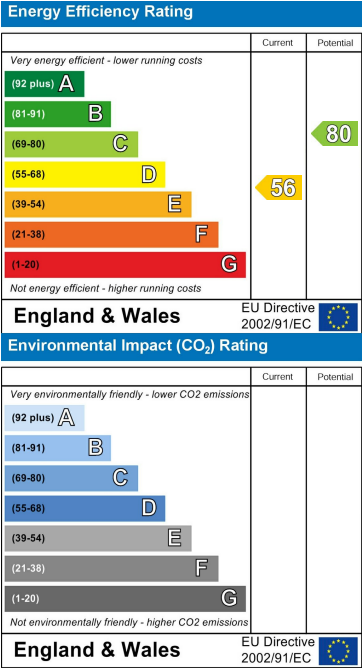 Energy Efficiency Rating
Current Potential
Very energy efficient - lower running costs
(92 plus) A
(81-91) B
(69-80) C
(55-68) D
(39-54) E
(21-38) F
(1-20) G
80
56
Not energy efficient - higher running costs
England & Wales
EU Directive
2002/91/EC
Environmental Impact (CO₂) Rating
Current Potential
Very environmentally friendly - lower CO2 emissions
(92 plus) A
(81-91) B
(69-80) C
(55-68) D
(39-54) E
(21-38) F
(1-20) G
Not environmentally friendly - higher CO2 emissions
England & Wales
EU Directive
2002/91/EC